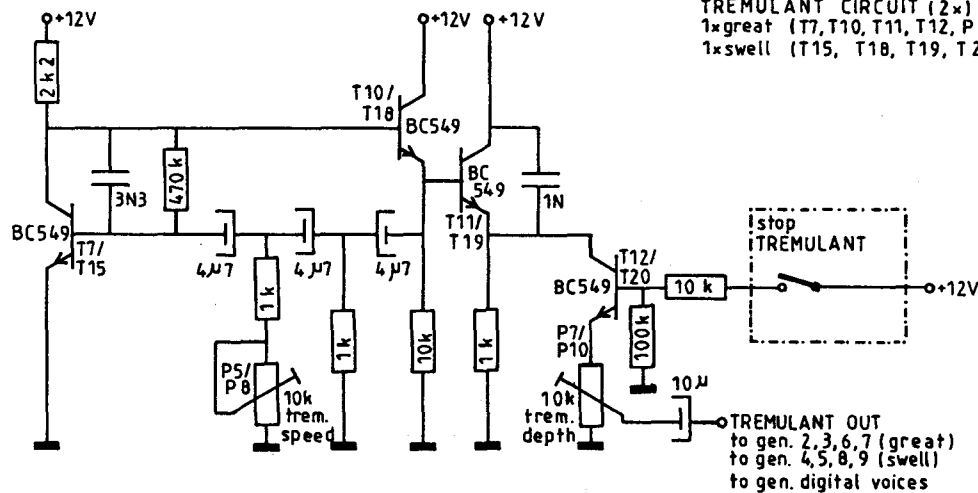 TREMULANT CIRCUIT (2×)
1×great (T7, T10, T11, T12, P
1×swell (T15, T18, T19, T2
+12V
+12V
+12V
2k2
T10/
T18
BC549
3N3
470k
BC
549
1N
T11/
T19
BC549
T7/
T15
4µ7
4µ7
4µ7
1k
P5/
P8
10k
trem.
speed
1k
10k
1k
T12/
T20
BC549
10k
100k
stop
TREMULANT
+12V
P7/
P10
10k
trem.
depth
10µ
TREMULANT OUT
to gen. 2,3,6,7 (great)
to gen. 4,5,8,9 (swell)
to gen. digital voices